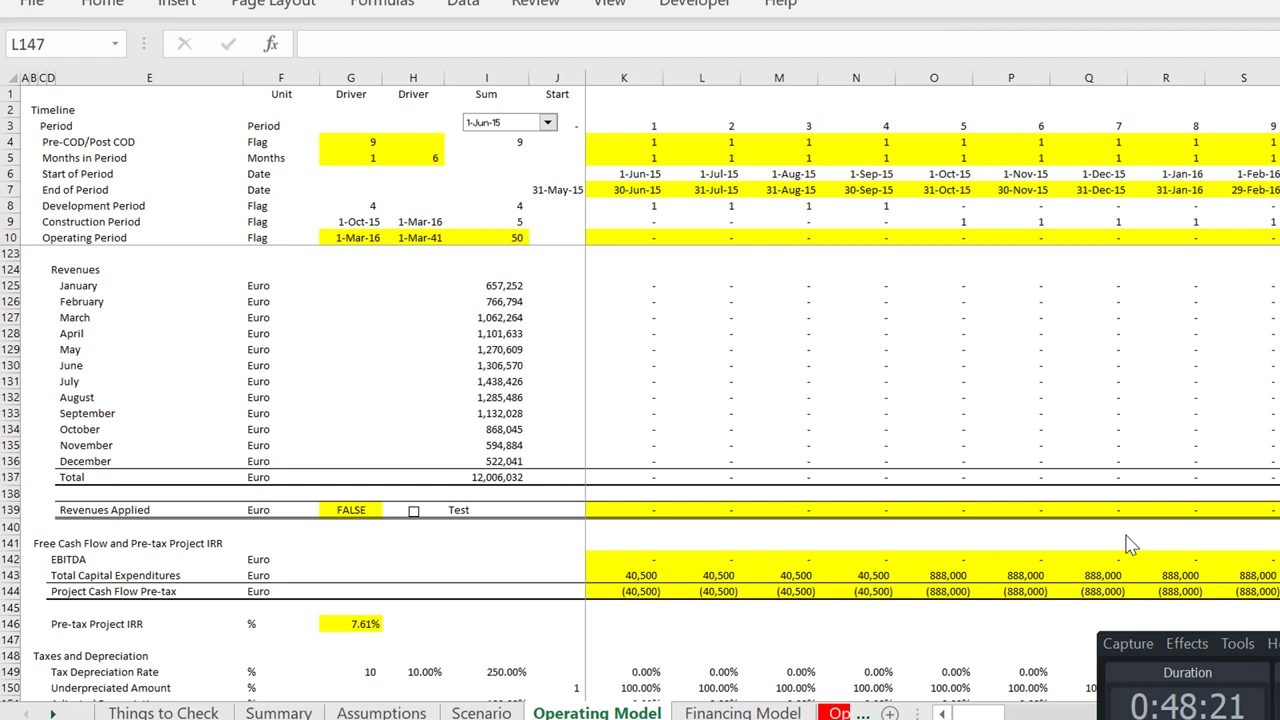 File Home Insert Page Layout Formulas Data Review View Developer Help
L147 fx
A B C D E F G H I J K L M N O P Q R S
1 Unit Driver Driver Sum Start
2 Timeline
3 Period Period 1-Jun-15 - 1 2 3 4 5 6 7 8 9
4 Pre-COD/Post COD Flag 9 9 1 1 1 1 1 1 1 1 1
5 Months in Period Months 1 6 1 1 1 1 1 1 1 1 1
6 Start of Period Date 1-Jun-15 1-Jul-15 1-Aug-15 1-Sep-15 1-Oct-15 1-Nov-15 1-Dec-15 1-Jan-16 1-Feb-16
7 End of Period Date 31-May-15 30-Jun-15 31-Jul-15 31-Aug-15 30-Sep-15 31-Oct-15 30-Nov-15 31-Dec-15 31-Jan-16 29-Feb-16
8 Development Period Flag 4 4 1 1 1 1 - - - - -
9 Construction Period Flag 1-Oct-15 1-Mar-16 5 - - - - 1 1 1 1 1
10 Operating Period Flag 1-Mar-16 1-Mar-41 50 - - - - - - - - -
123
124 Revenues
125 January Euro 657,252 - - - - - - - - -
126 February Euro 766,794 - - - - - - - - -
127 March Euro 1,062,264 - - - - - - - - -
128 April Euro 1,101,633 - - - - - - - - -
129 May Euro 1,270,609 - - - - - - - - -
130 June Euro 1,306,570 - - - - - - - - -
131 July Euro 1,438,426 - - - - - - - - -
132 August Euro 1,285,486 - - - - - - - - -
133 September Euro 1,132,028 - - - - - - - - -
134 October Euro 868,045 - - - - - - - - -
135 November Euro 594,884 - - - - - - - - -
136 December Euro 522,041 - - - - - - - - -
137 Total Euro 12,006,032 - - - - - - - - -
138
139 Revenues Applied Euro FALSE Test - - - - - - - - -
140
141 Free Cash Flow and Pre-tax Project IRR
142 EBITDA Euro - - - - - - - - -
143 Total Capital Expenditures Euro 40,500 40,500 40,500 40,500 888,000 888,000 888,000 888,000 888,000
144 Project Cash Flow Pre-tax Euro (40,500) (40,500) (40,500) (40,500) (888,000) (888,000) (888,000) (888,000) (888,000)
145
146 Pre-tax Project IRR % 7.61%
147
148 Taxes and Depreciation
149 Tax Depreciation Rate % 10 10.00% 250.00% 0.00% 0.00% 0.00% 0.00% 0.00% 0.00%
150 Underpreciated Amount % 1 100.00% 100.00% 100.00% 100.00% 100.00% 100.00%
Capture Effects Tools
Duration
0:48:21
Things to Check Summary Assumptions Scenario Operating Model Financing Model Op ...